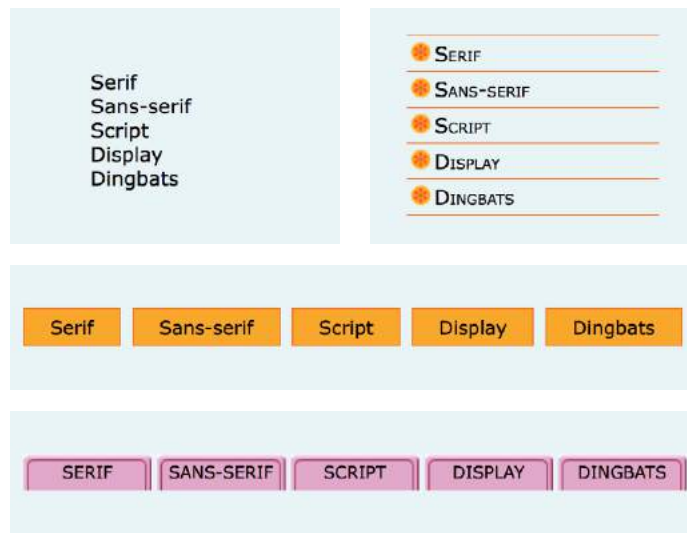 Serif
Sans-serif
Script
Display
Dingbats
SERIF
SANS-SERIF
SCRIPT
DISPLAY
DINGBATS
Serif Sans-serif Script Display Dingbats
SERIF SANS-SERIF SCRIPT DISPLAY DINGBATS